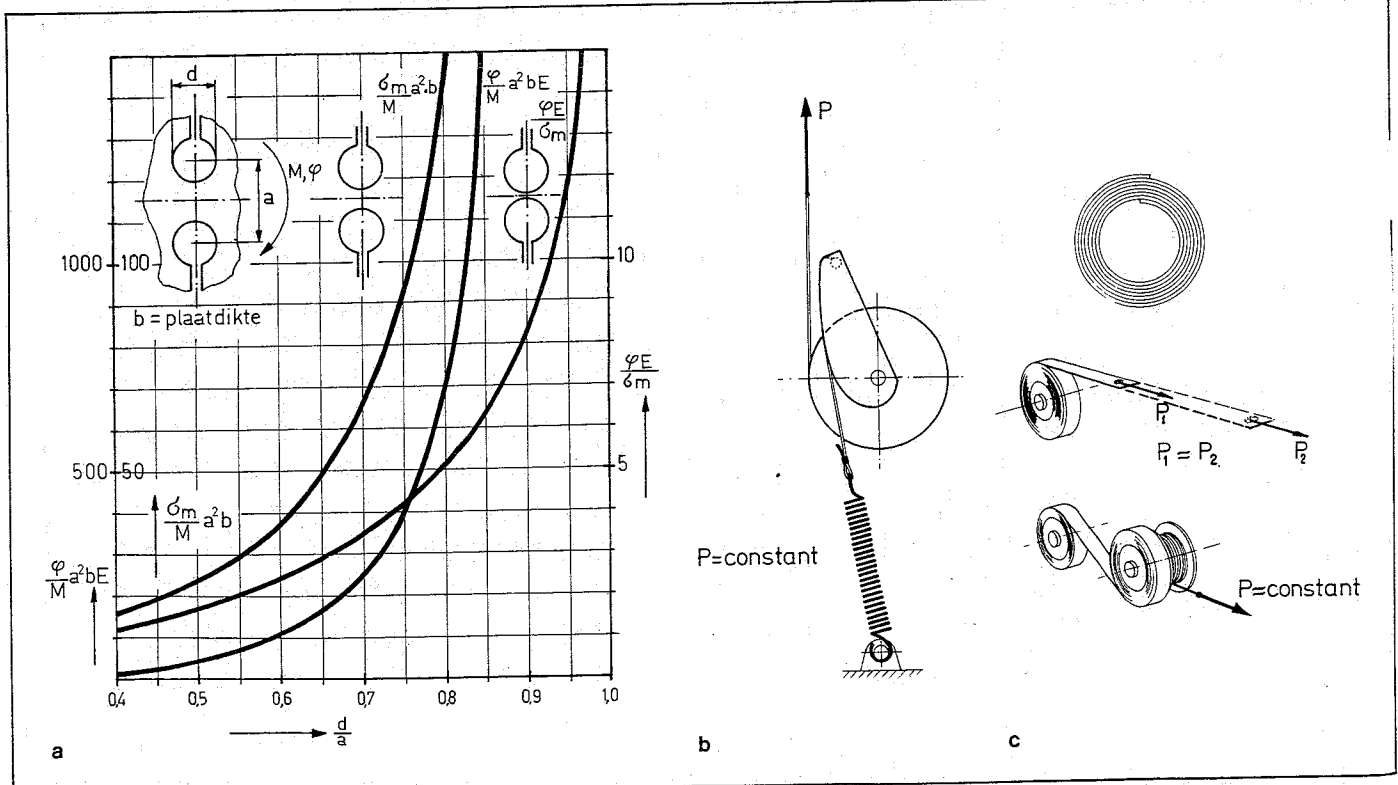 d
a
M, φ
b = plaatdikte
σm/M a²·b
φ/M a²bE
φE/σm
1000
100
10
500
50
5
σm/M a²b
φ/M a²bE
φE/σm
0,4
0,5
0,6
0,7
0,8
0,9
1,0
d/a
a
P
P=constant
b
P₁
P₂
P₁ = P₂
P=constant
c